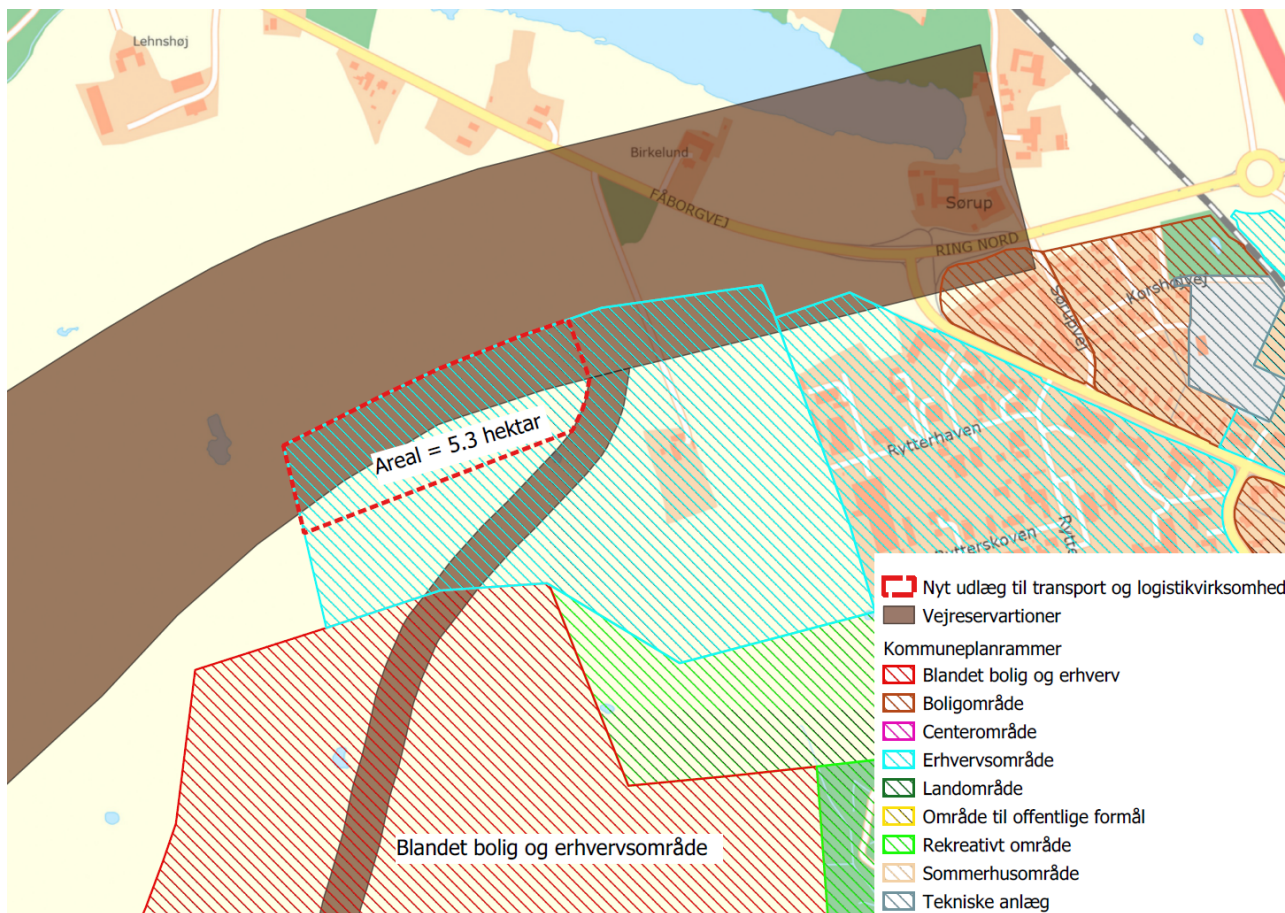 Lehnshøj
Birkelund
FÅBORGVEJ
Sørup
RING NORD
Sørupvej
Korshøjvej
Areal = 5.3 hektar
Rytterhaven
Rytterskoven
Rytte
Nyt udlæg til transport og logistikvirksomhed
Vejreservartioner
Kommuneplanrammer
Blandet bolig og erhverv
Boligområde
Centerområde
Erhvervsområde
Landområde
Område til offentlige formål
Rekreativt område
Sommerhusområde
Tekniske anlæg
Blandet bolig og erhvervsområde